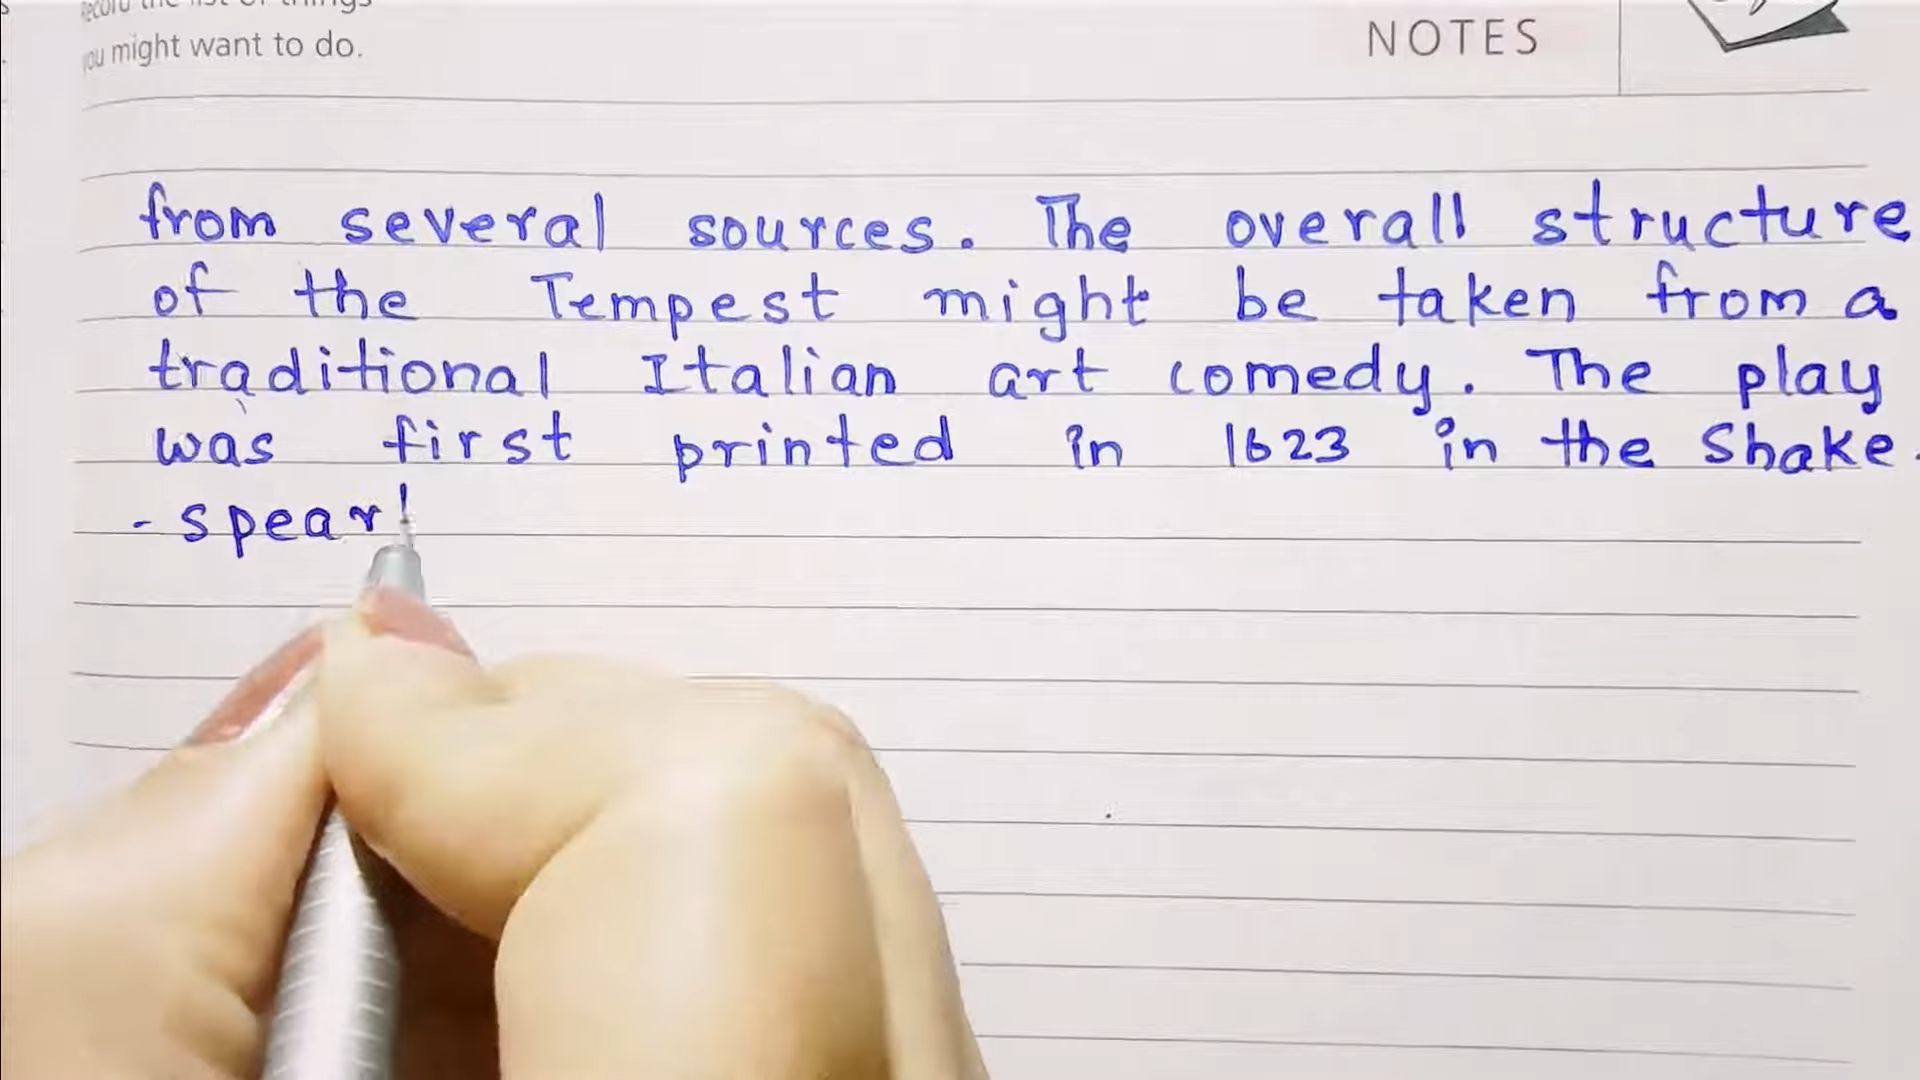 you might want to do.
NOTES
from several sources. The overall structure
of the Tempest might be taken from a
traditional Italian art comedy. The play
was first printed in 1623 in the Shake-
-spear'